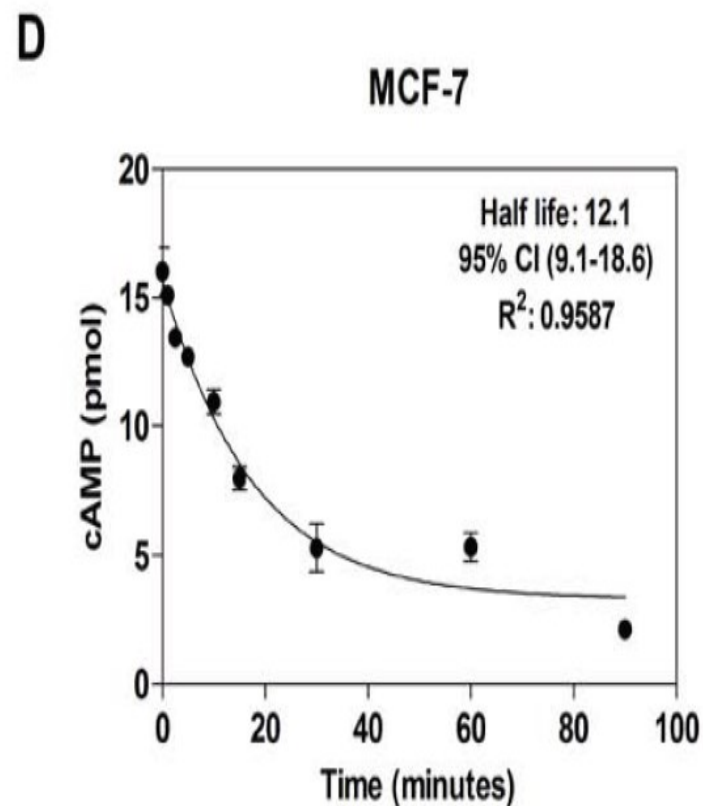 D
MCF-7
20
15
10
5
0
cAMP (pmol)
Half life: 12.1
95% CI (9.1-18.6)
R²: 0.9587
0 20 40 60 80 100
Time (minutes)